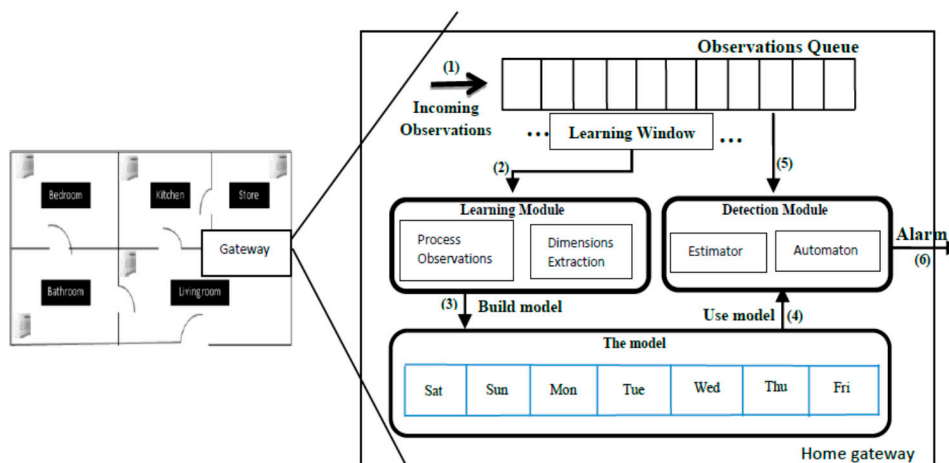 Observations Queue
(1)
Incoming
Observations
... Learning Window ...
(2)
(5)
Bedroom
Kitchen
Store
Gateway
Bathroom
Livingroom
Learning Module
Process
Observations
Dimensions
Extraction
Detection Module
Estimator
Automaton
Alarm
(6)
(3) Build model
Use model (4)
The model
Sat Sun Mon Tue Wed Thu Fri
Home gateway